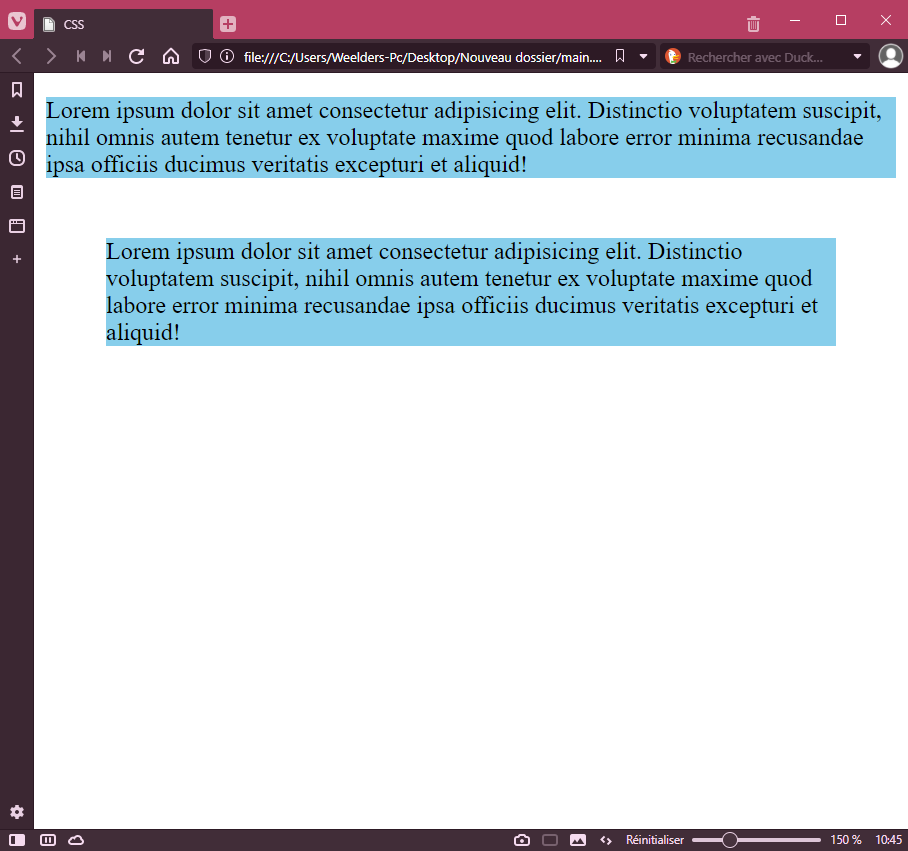 CSS
file:///C:/Users/Weelders-Pc/Desktop/Nouveau dossier/main....
Rechercher avec Duck...
Lorem ipsum dolor sit amet consectetur adipisicing elit. Distinctio voluptatem suscipit,
nihil omnis autem tenetur ex voluptate maxime quod labore error minima recusandae
ipsa officiis ducimus veritatis excepturi et aliquid!
Lorem ipsum dolor sit amet consectetur adipisicing elit. Distinctio
voluptatem suscipit, nihil omnis autem tenetur ex voluptate maxime quod
labore error minima recusandae ipsa officiis ducimus veritatis excepturi et
aliquid!
Réinitialiser
150 %
10:45